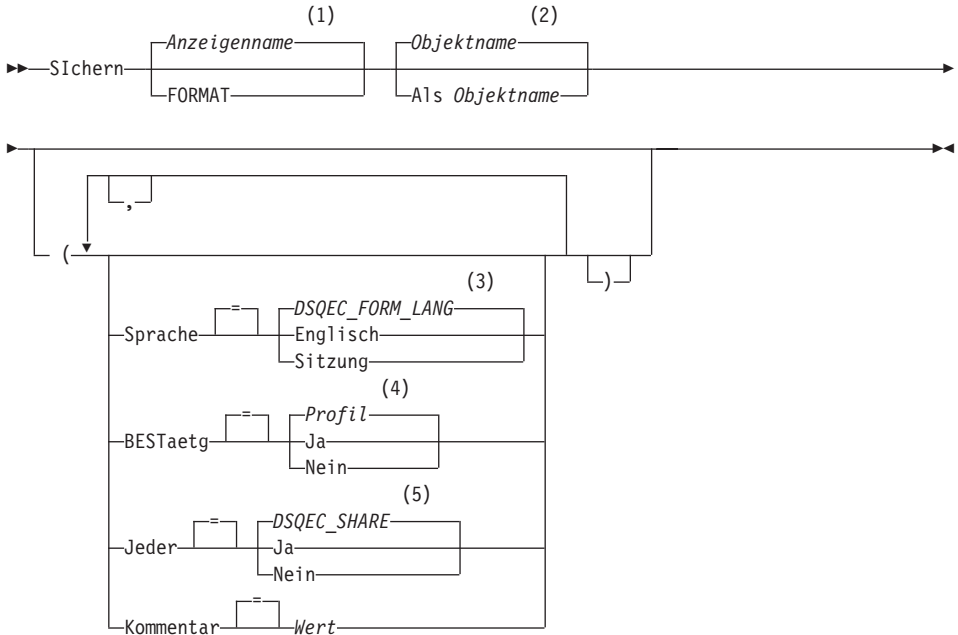 (1) (2)
Anzeigenname Objektname
SIchern
FORMAT Als Objektname
,
( )
(3)
= DSQEC_FORM_LANG
Sprache Englisch
Sitzung
(4)
= Profil
BESTaetg Ja
Nein
(5)
= DSQEC_SHARE
Jeder Ja
Nein
=
Kommentar Wert